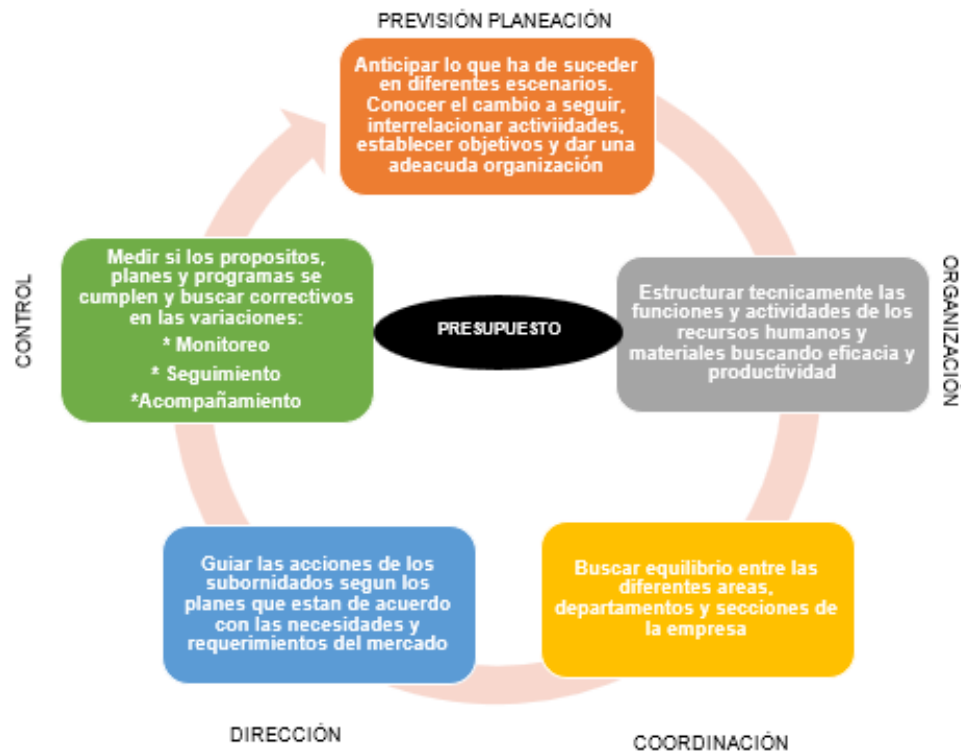 PREVISIÓN PLANEACIÓN
Anticipar lo que ha de suceder
en diferentes escenarios.
Conocer el cambio a seguir,
interrelacionar activiidades,
establecer objetivos y dar una
adeacuda organización
CONTROL
Medir si los propositos,
planes y programas se
cumplen y buscar correctivos
en las variaciones:
* Monitoreo
* Seguimiento
*Acompañamiento
PRESUPUESTO
Estructurar tecnicamente las
funciones y actividades de los
recursos humanos y
materiales buscando eficacia y
productividad
ORGANIZACIÓN
Guiar las acciones de los
subornidados segun los
planes que estan de acuerdo
con las necesidades y
requerimientos del mercado
Buscar equilibrio entre las
diferentes areas,
departamentos y secciones de
la empresa
DIRECCIÓN
COORDINACIÓN